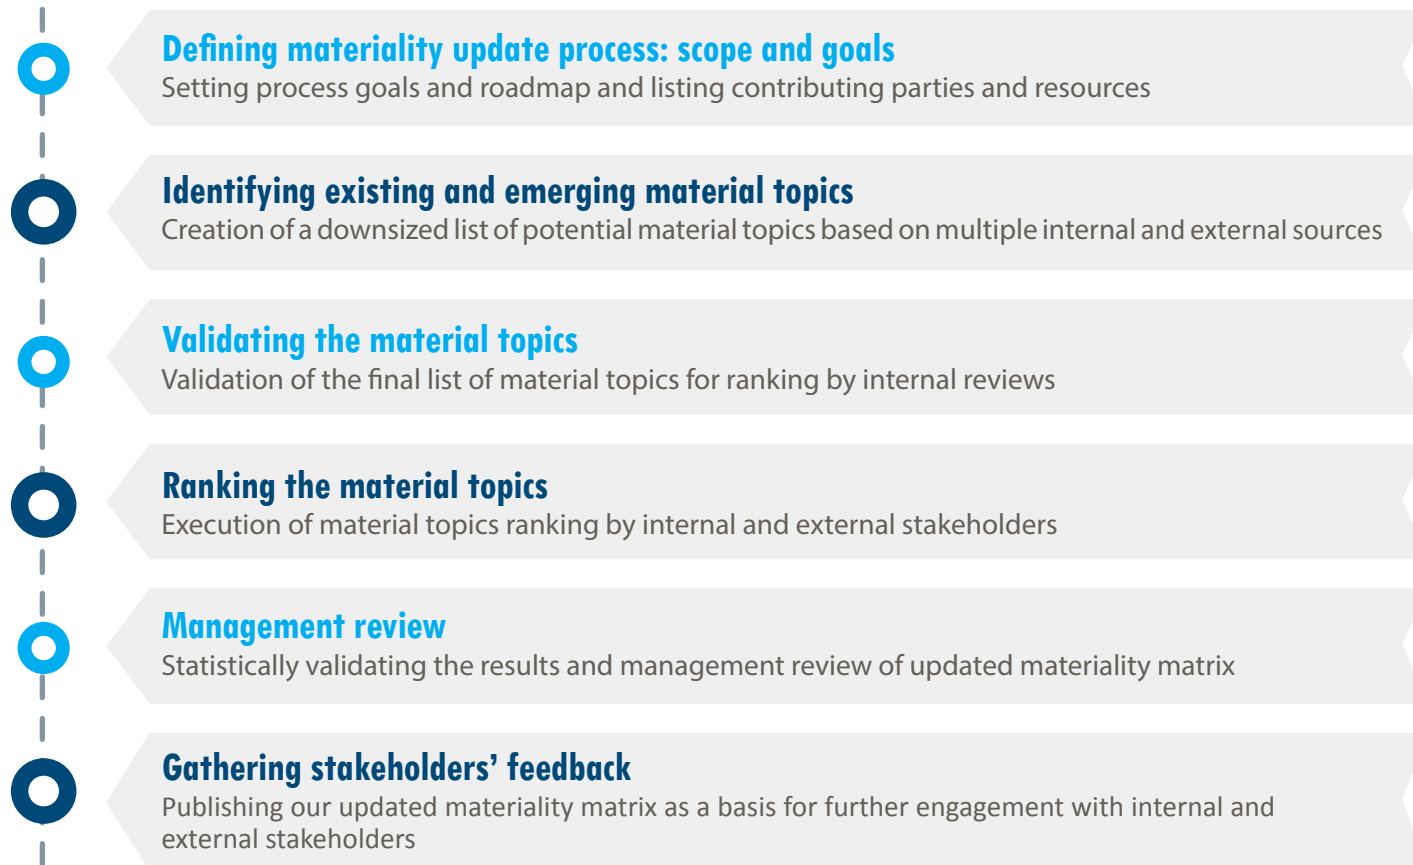 Defining materiality update process: scope and goals
Setting process goals and roadmap and listing contributing parties and resources
Identifying existing and emerging material topics
Creation of a downsized list of potential material topics based on multiple internal and external sources
Validating the material topics
Validation of the final list of material topics for ranking by internal reviews
Ranking the material topics
Execution of material topics ranking by internal and external stakeholders
Management review
Statistically validating the results and management review of updated materiality matrix
Gathering stakeholders’ feedback
Publishing our updated materiality matrix as a basis for further engagement with internal and
external stakeholders